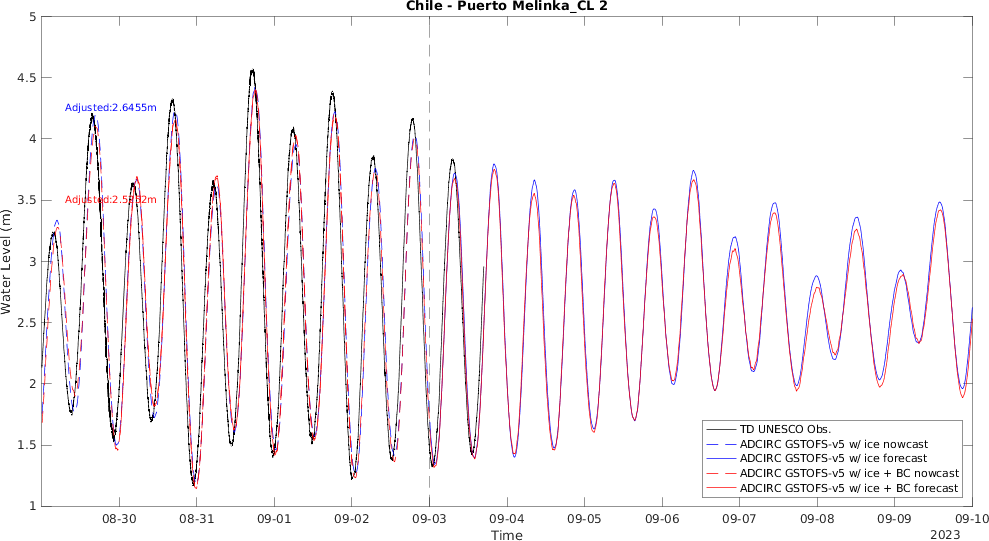 Chile - Puerto Melinka_CL 2
5
4.5
4
3.5
3
2.5
2
1.5
1
Water Level (m)
Adjusted:2.6455m
TD UNESCO Obs.
ADCIRC GSTOFS-v5 w/ ice nowcast
ADCIRC GSTOFS-v5 w/ ice forecast
ADCIRC GSTOFS-v5 w/ ice + BC nowcast
ADCIRC GSTOFS-v5 w/ ice + BC forecast
08-30 08-31 09-01 09-02 09-03 09-04 09-05 09-06 09-07 09-08 09-09 09-10
2023
Time